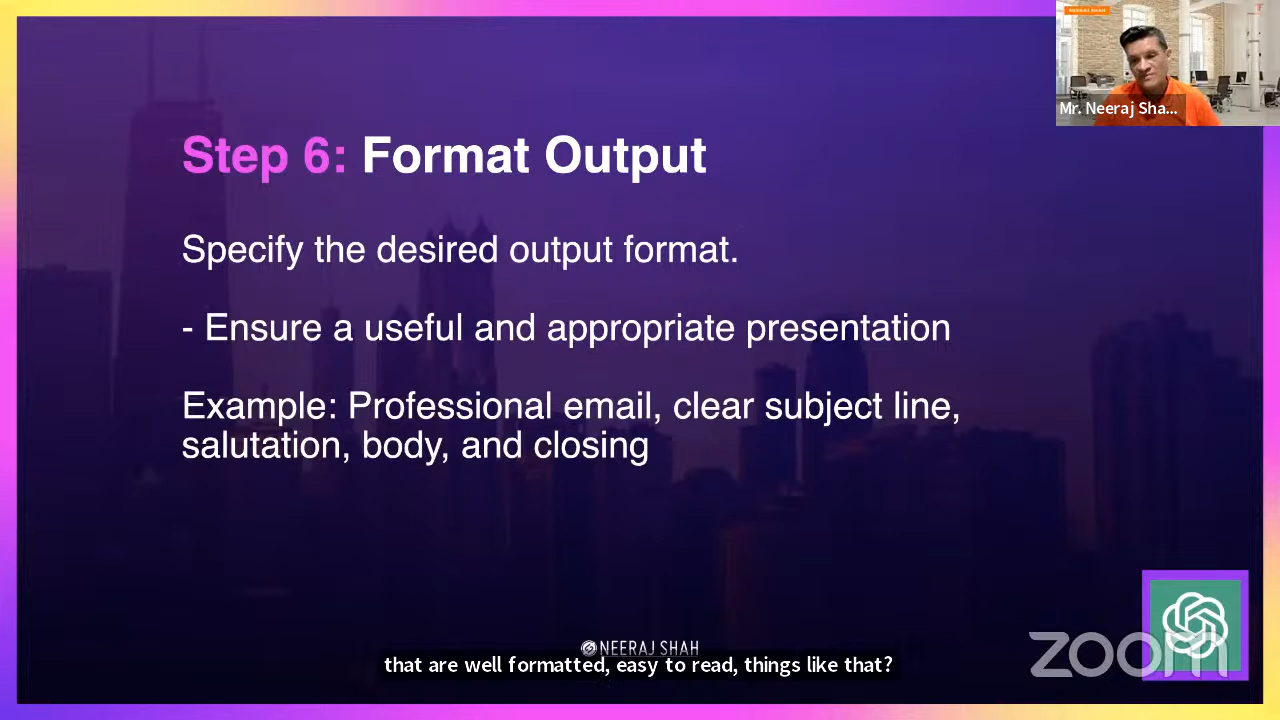 NEERAJ SHAH
Mr. Neeraj Sha...
Step 6: Format Output
Specify the desired output format.
- Ensure a useful and appropriate presentation
Example: Professional email, clear subject line,
salutation, body, and closing
NEERAJ SHAH
that are well formatted, easy to read, things like that?
zoom